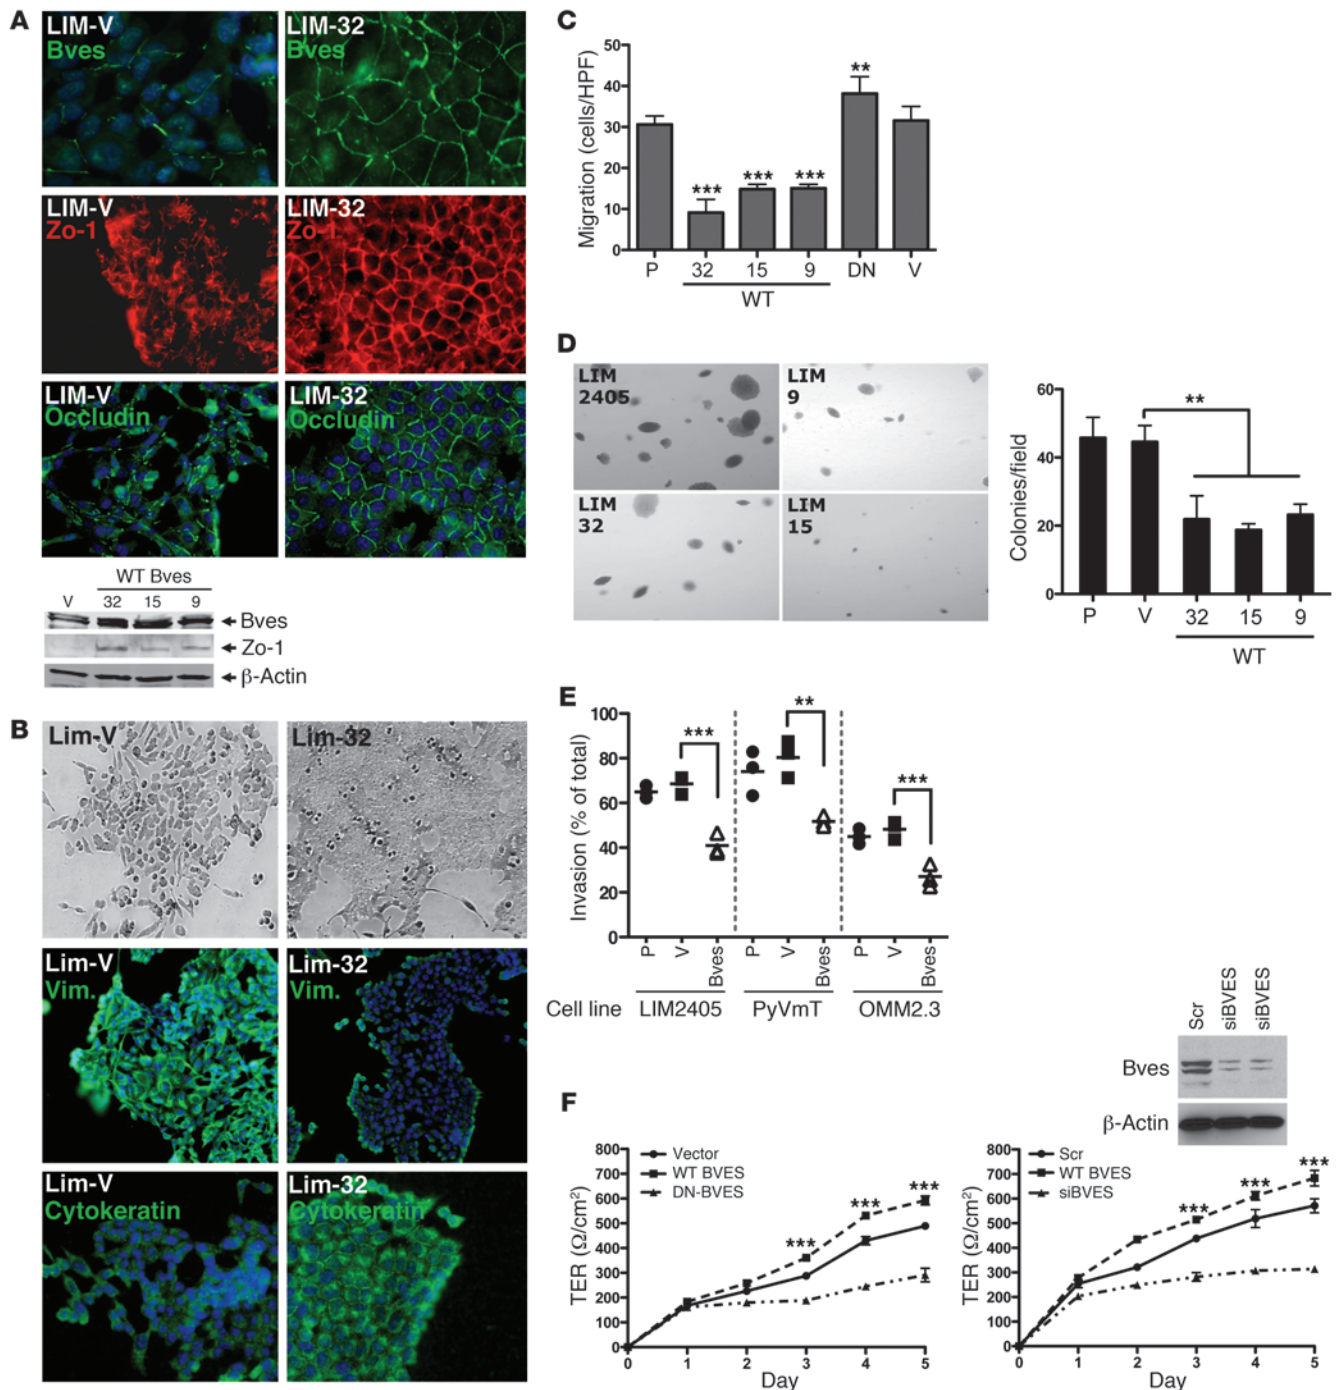 A
LIM-V
Bves
LIM-32
Bves
LIM-V
Zo-1
LIM-32
Zo-1
LIM-V
Occludin
LIM-32
Occludin
WT Bves
V 32 15 9
Bves
Zo-1
β-Actin
B
Lim-V
Lim-32
Lim-V
Vim.
Lim-32
Vim.
Lim-V
Cytokeratin
Lim-32
Cytokeratin
C
Migration (cells/HPF)
50
40
30
20
10
0
***
***
***
**
P 32 15 9 DN V
WT
D
LIM
2405
LIM
9
LIM
32
LIM
15
Colonies/field
60
40
20
0
**
P V 32 15 9
WT
E
Invasion (% of total)
100
80
60
40
20
0
***
**
***
P V Bves P V Bves P V Bves
Cell line LIM2405 PyVmT OMM2.3
Scr siBVES siBVES
Bves
β-Actin
F
TER (Ω/cm²)
800
700
600
500
400
300
200
100
0
Vector
WT BVES
DN-BVES
***
***
***
0 1 2 3 4 5
Day
TER (Ω/cm²)
800
700
600
500
400
300
200
100
0
Scr
WT BVES
siBVES
***
***
***
0 1 2 3 4 5
Day